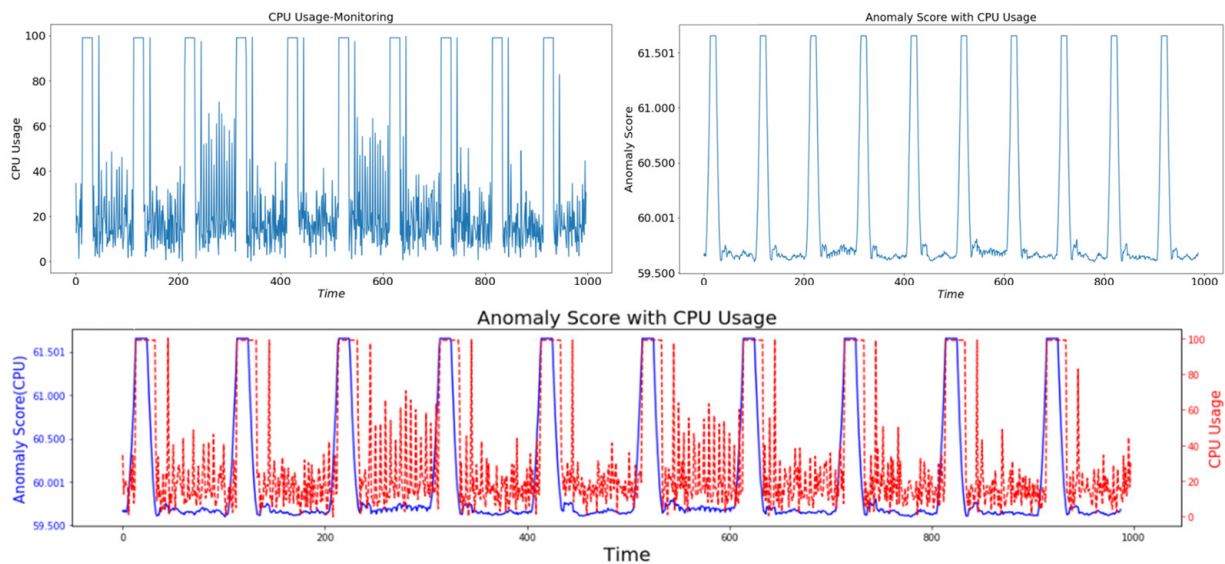 CPU Usage-Monitoring
100
80
60
40
20
0
CPU Usage
0 200 400 600 800 1000
Time
Anomaly Score with CPU Usage
61.501
61.000
60.500
60.001
59.500
Anomaly Score
0 200 400 600 800 1000
Time
Anomaly Score with CPU Usage
61.501
61.000
60.500
60.001
59.500
Anomaly Score(CPU)
100
80
60
40
20
0
CPU Usage
0 200 400 600 800 1000
Time